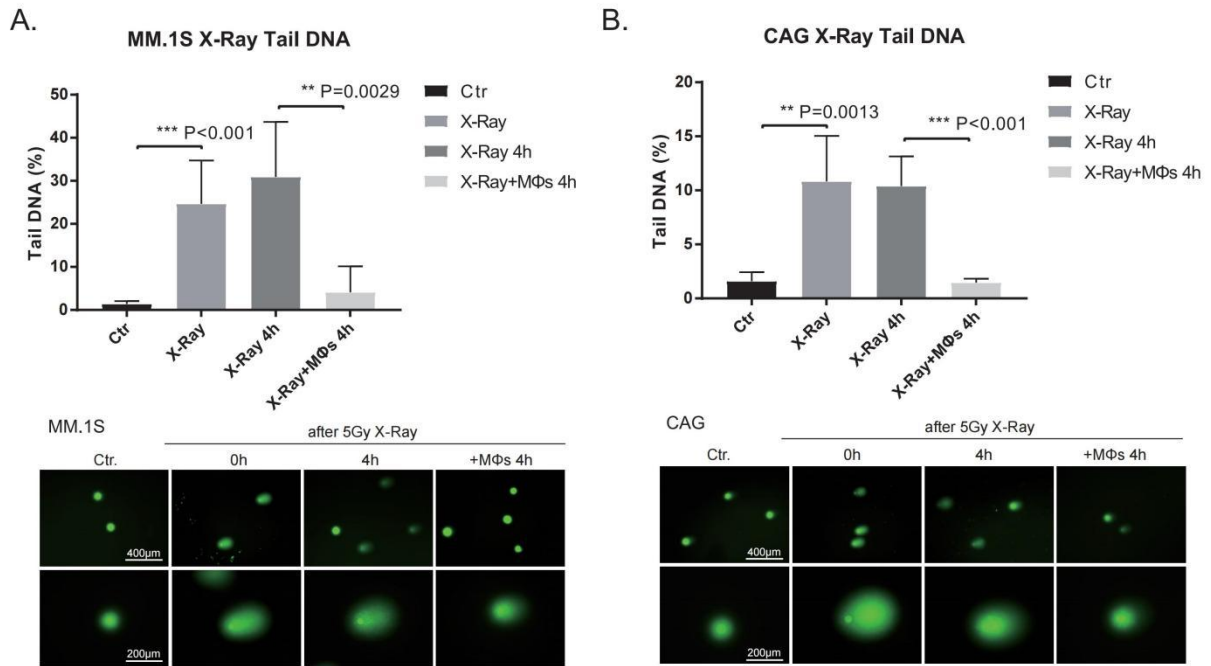 A.
MM.1S X-Ray Tail DNA
Tail DNA (%)
50
40
30
20
10
0
*** P<0.001
** P=0.0029
Ctr
X-Ray
X-Ray 4h
X-Ray+MΦs 4h
Ctr
X-Ray
X-Ray 4h
X-Ray+MΦs 4h
MM.1S
after 5Gy X-Ray
Ctr.
0h
4h
+MΦs 4h
400μm
200μm
B.
CAG X-Ray Tail DNA
Tail DNA (%)
20
15
10
5
0
** P=0.0013
*** P<0.001
Ctr
X-Ray
X-Ray 4h
X-Ray+MΦs 4h
Ctr
X-Ray
X-Ray 4h
X-Ray+MΦs 4h
CAG
after 5Gy X-Ray
Ctr.
0h
4h
+MΦs 4h
400μm
200μm